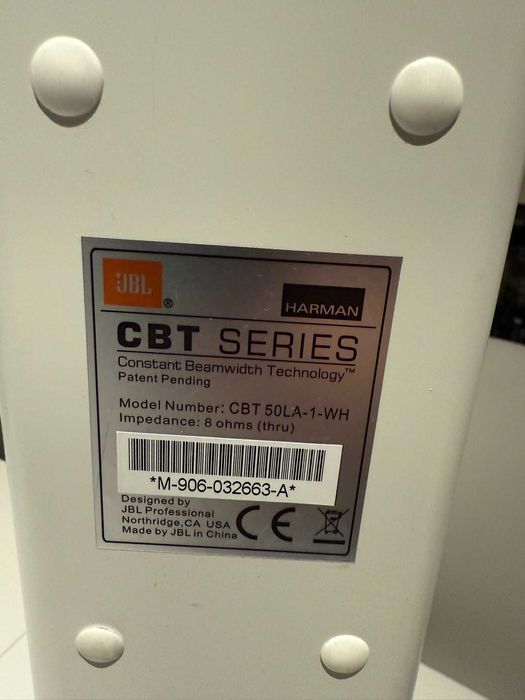 JBL ®
HARMAN
CBT SERIES
Constant Beamwidth Technology™
Patent Pending
Model Number: CBT 50LA-1-WH
Impedance: 8 ohms (thru)
*M-906-032663-A*
Designed by
JBL Professional
Northridge,CA USA
Made by JBL in China
CE